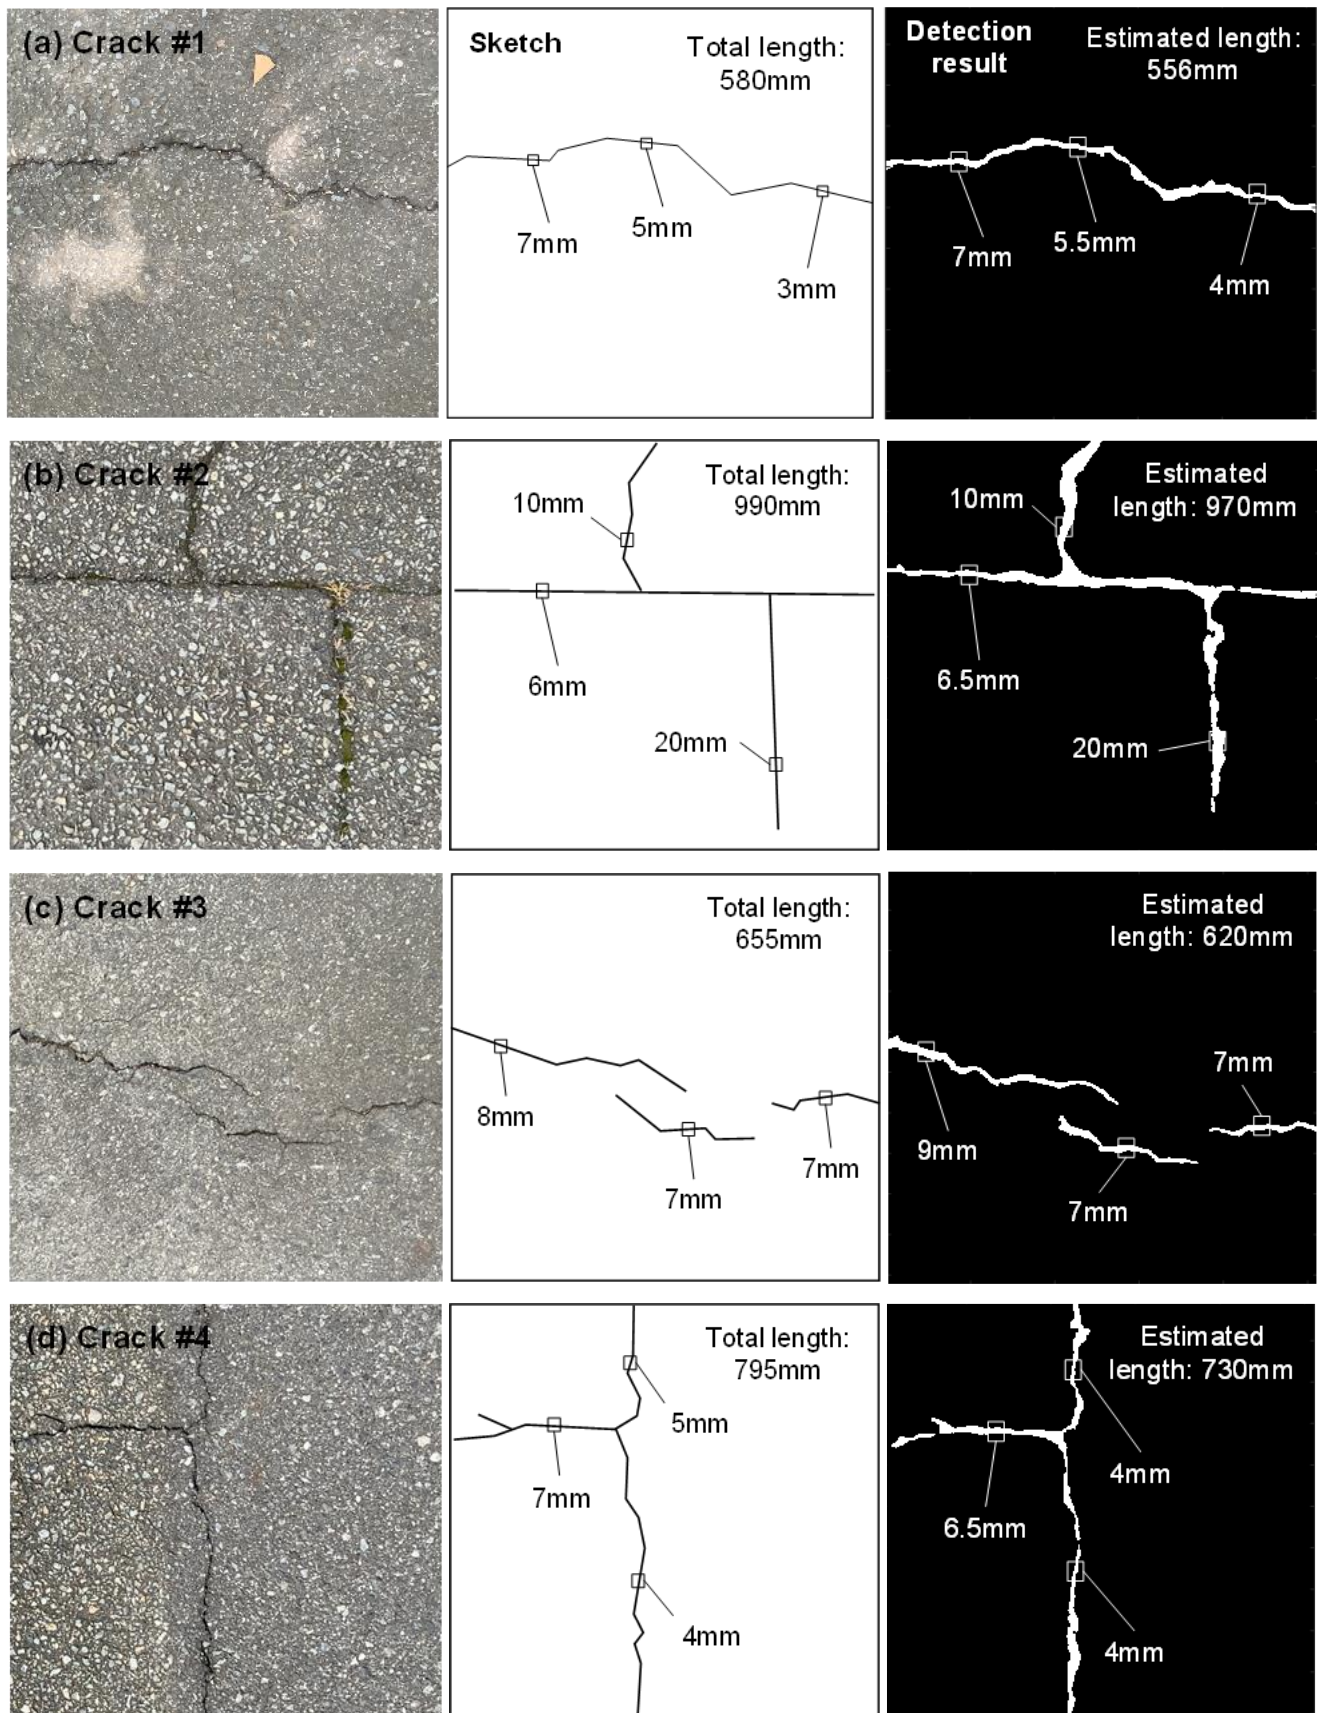 (a) Crack #1
Sketch
Total length:
580mm
7mm
5mm
3mm
Detection
result
Estimated length:
556mm
7mm
5.5mm
4mm
(b) Crack #2
Total length:
990mm
10mm
6mm
20mm
Estimated
length: 970mm
10mm
6.5mm
20mm
(c) Crack #3
Total length:
655mm
8mm
7mm
7mm
Estimated
length: 620mm
7mm
9mm
7mm
(d) Crack #4
Total length:
795mm
5mm
7mm
4mm
Estimated
length: 730mm
4mm
6.5mm
4mm